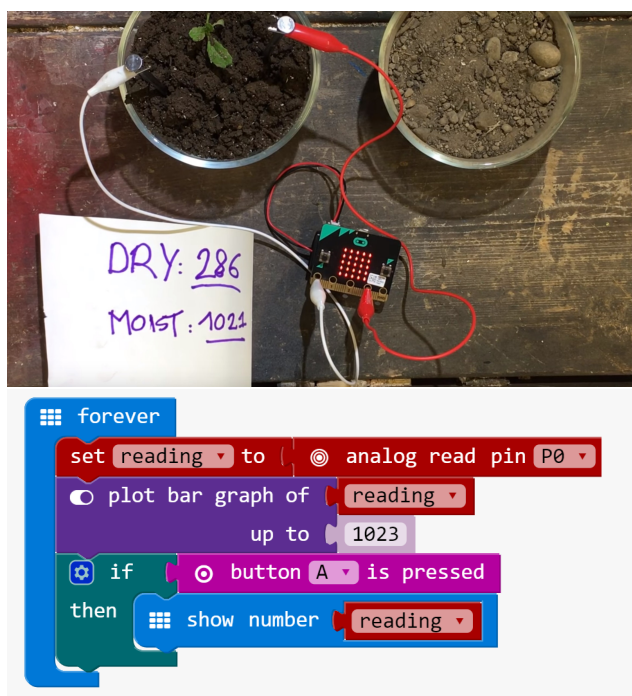 DRY: 286
MOIST: 1021
forever
set reading to analog read pin P0
plot bar graph of reading
up to 1023
if button A is pressed
then show number reading